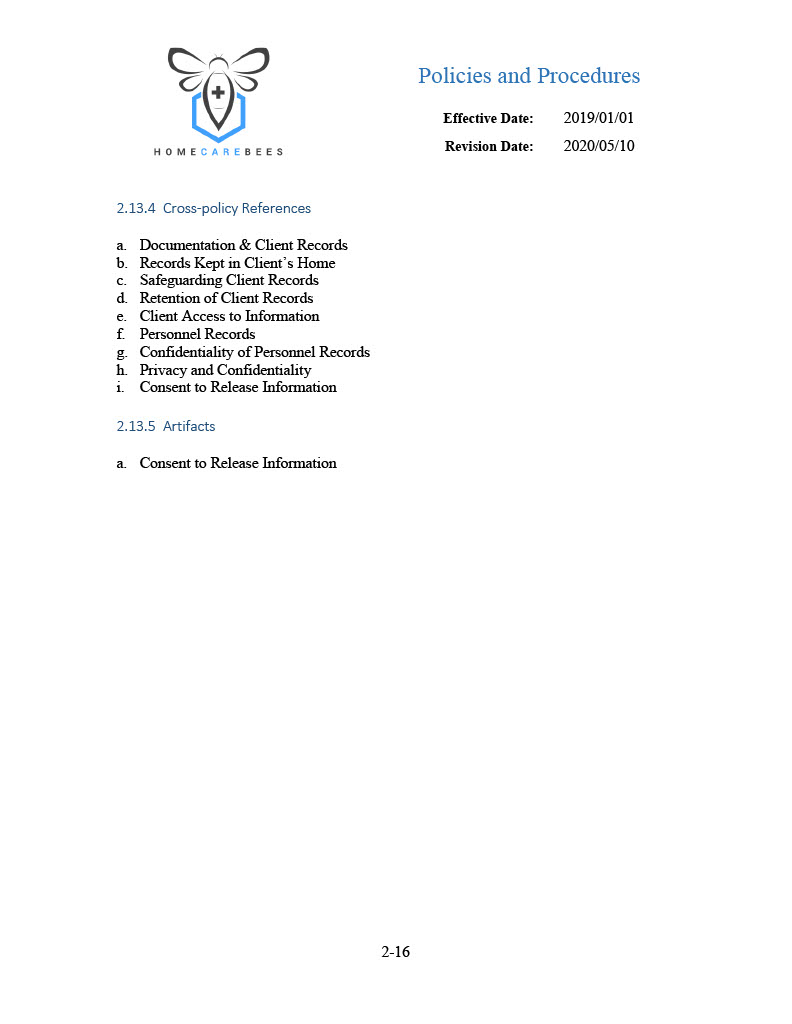 HOMECAREBEES
Policies and Procedures
Effective Date: 2019/01/01
Revision Date: 2020/05/10
2.13.4 Cross-policy References
a. Documentation & Client Records
b. Records Kept in Client’s Home
c. Safeguarding Client Records
d. Retention of Client Records
e. Client Access to Information
f. Personnel Records
g. Confidentiality of Personnel Records
h. Privacy and Confidentiality
i. Consent to Release Information
2.13.5 Artifacts
a. Consent to Release Information
2-16